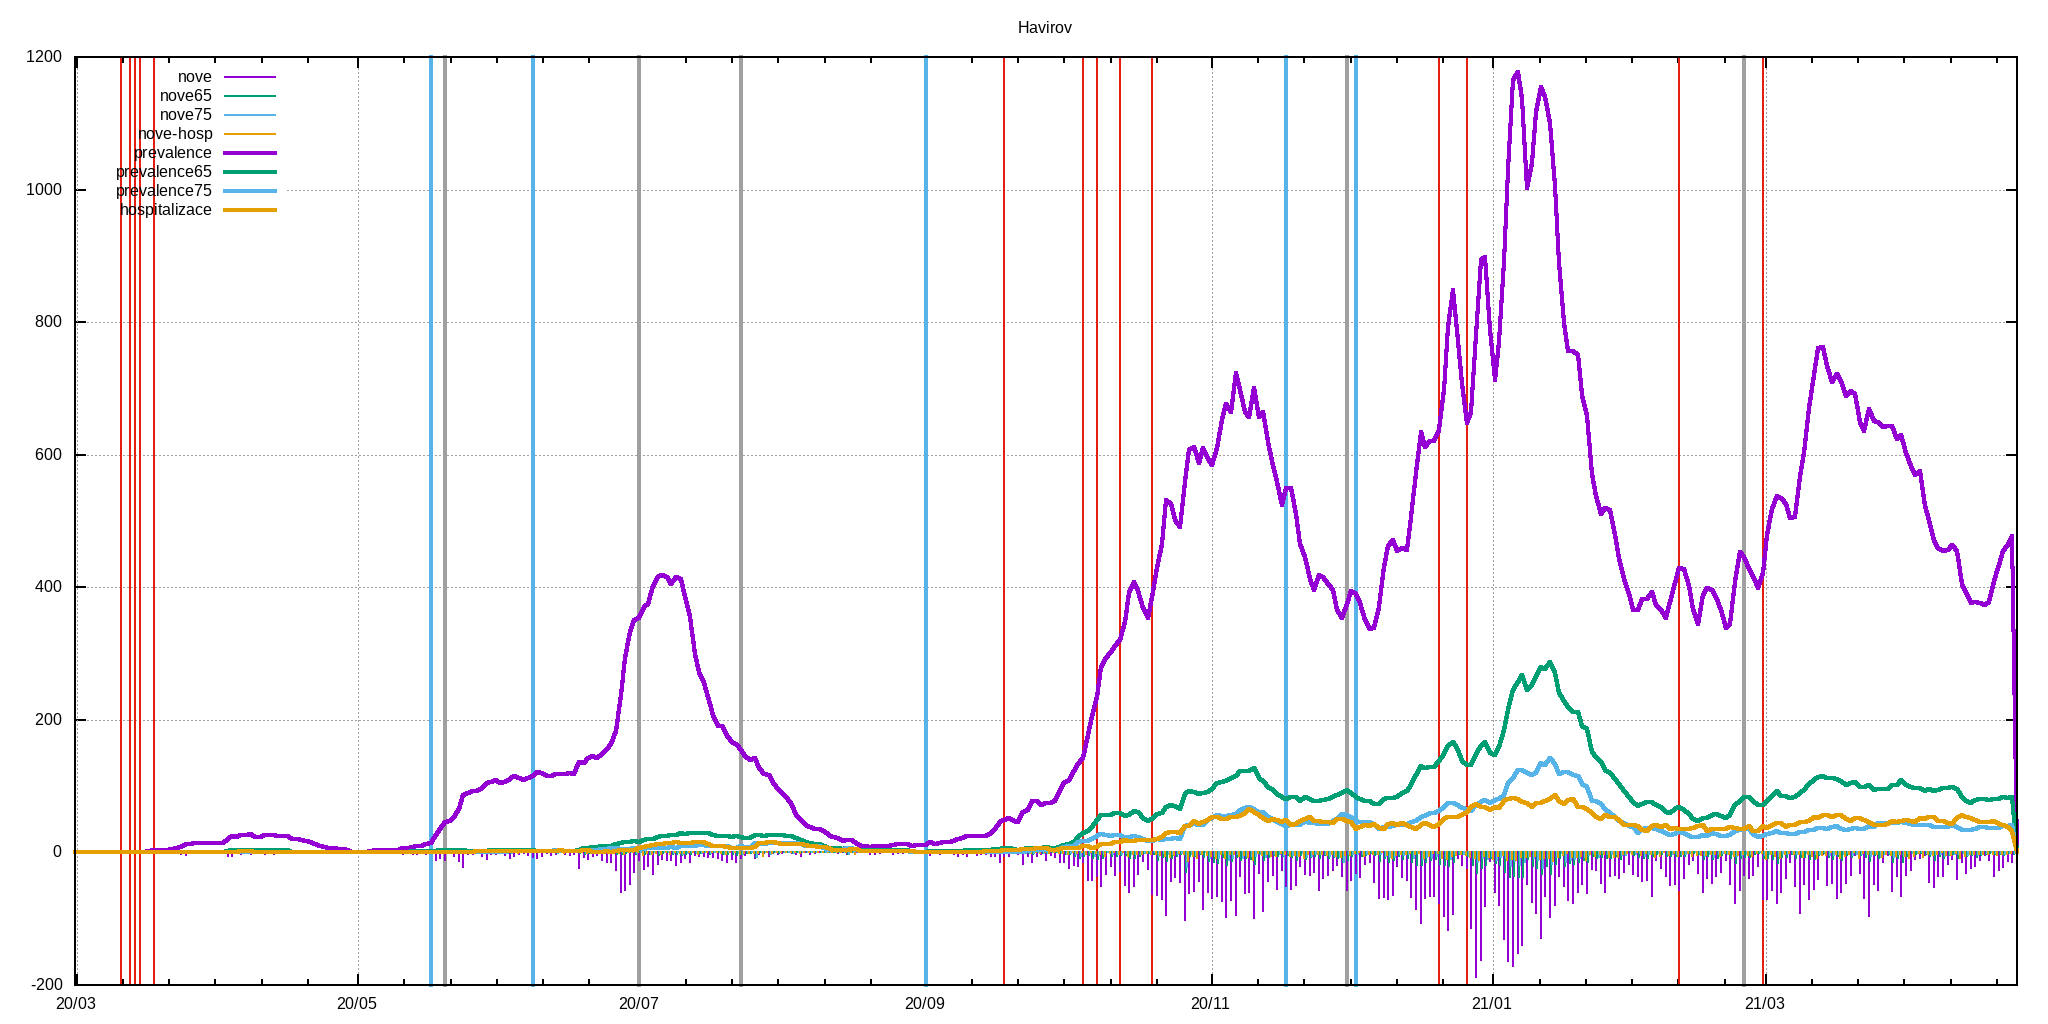 Havirov
1200
1000
800
600
400
200
0
-200
nove
nove65
nove75
nove-hosp
prevalence
prevalence65
prevalence75
hospitalizace
20/03
20/05
20/07
20/09
20/11
21/01
21/03